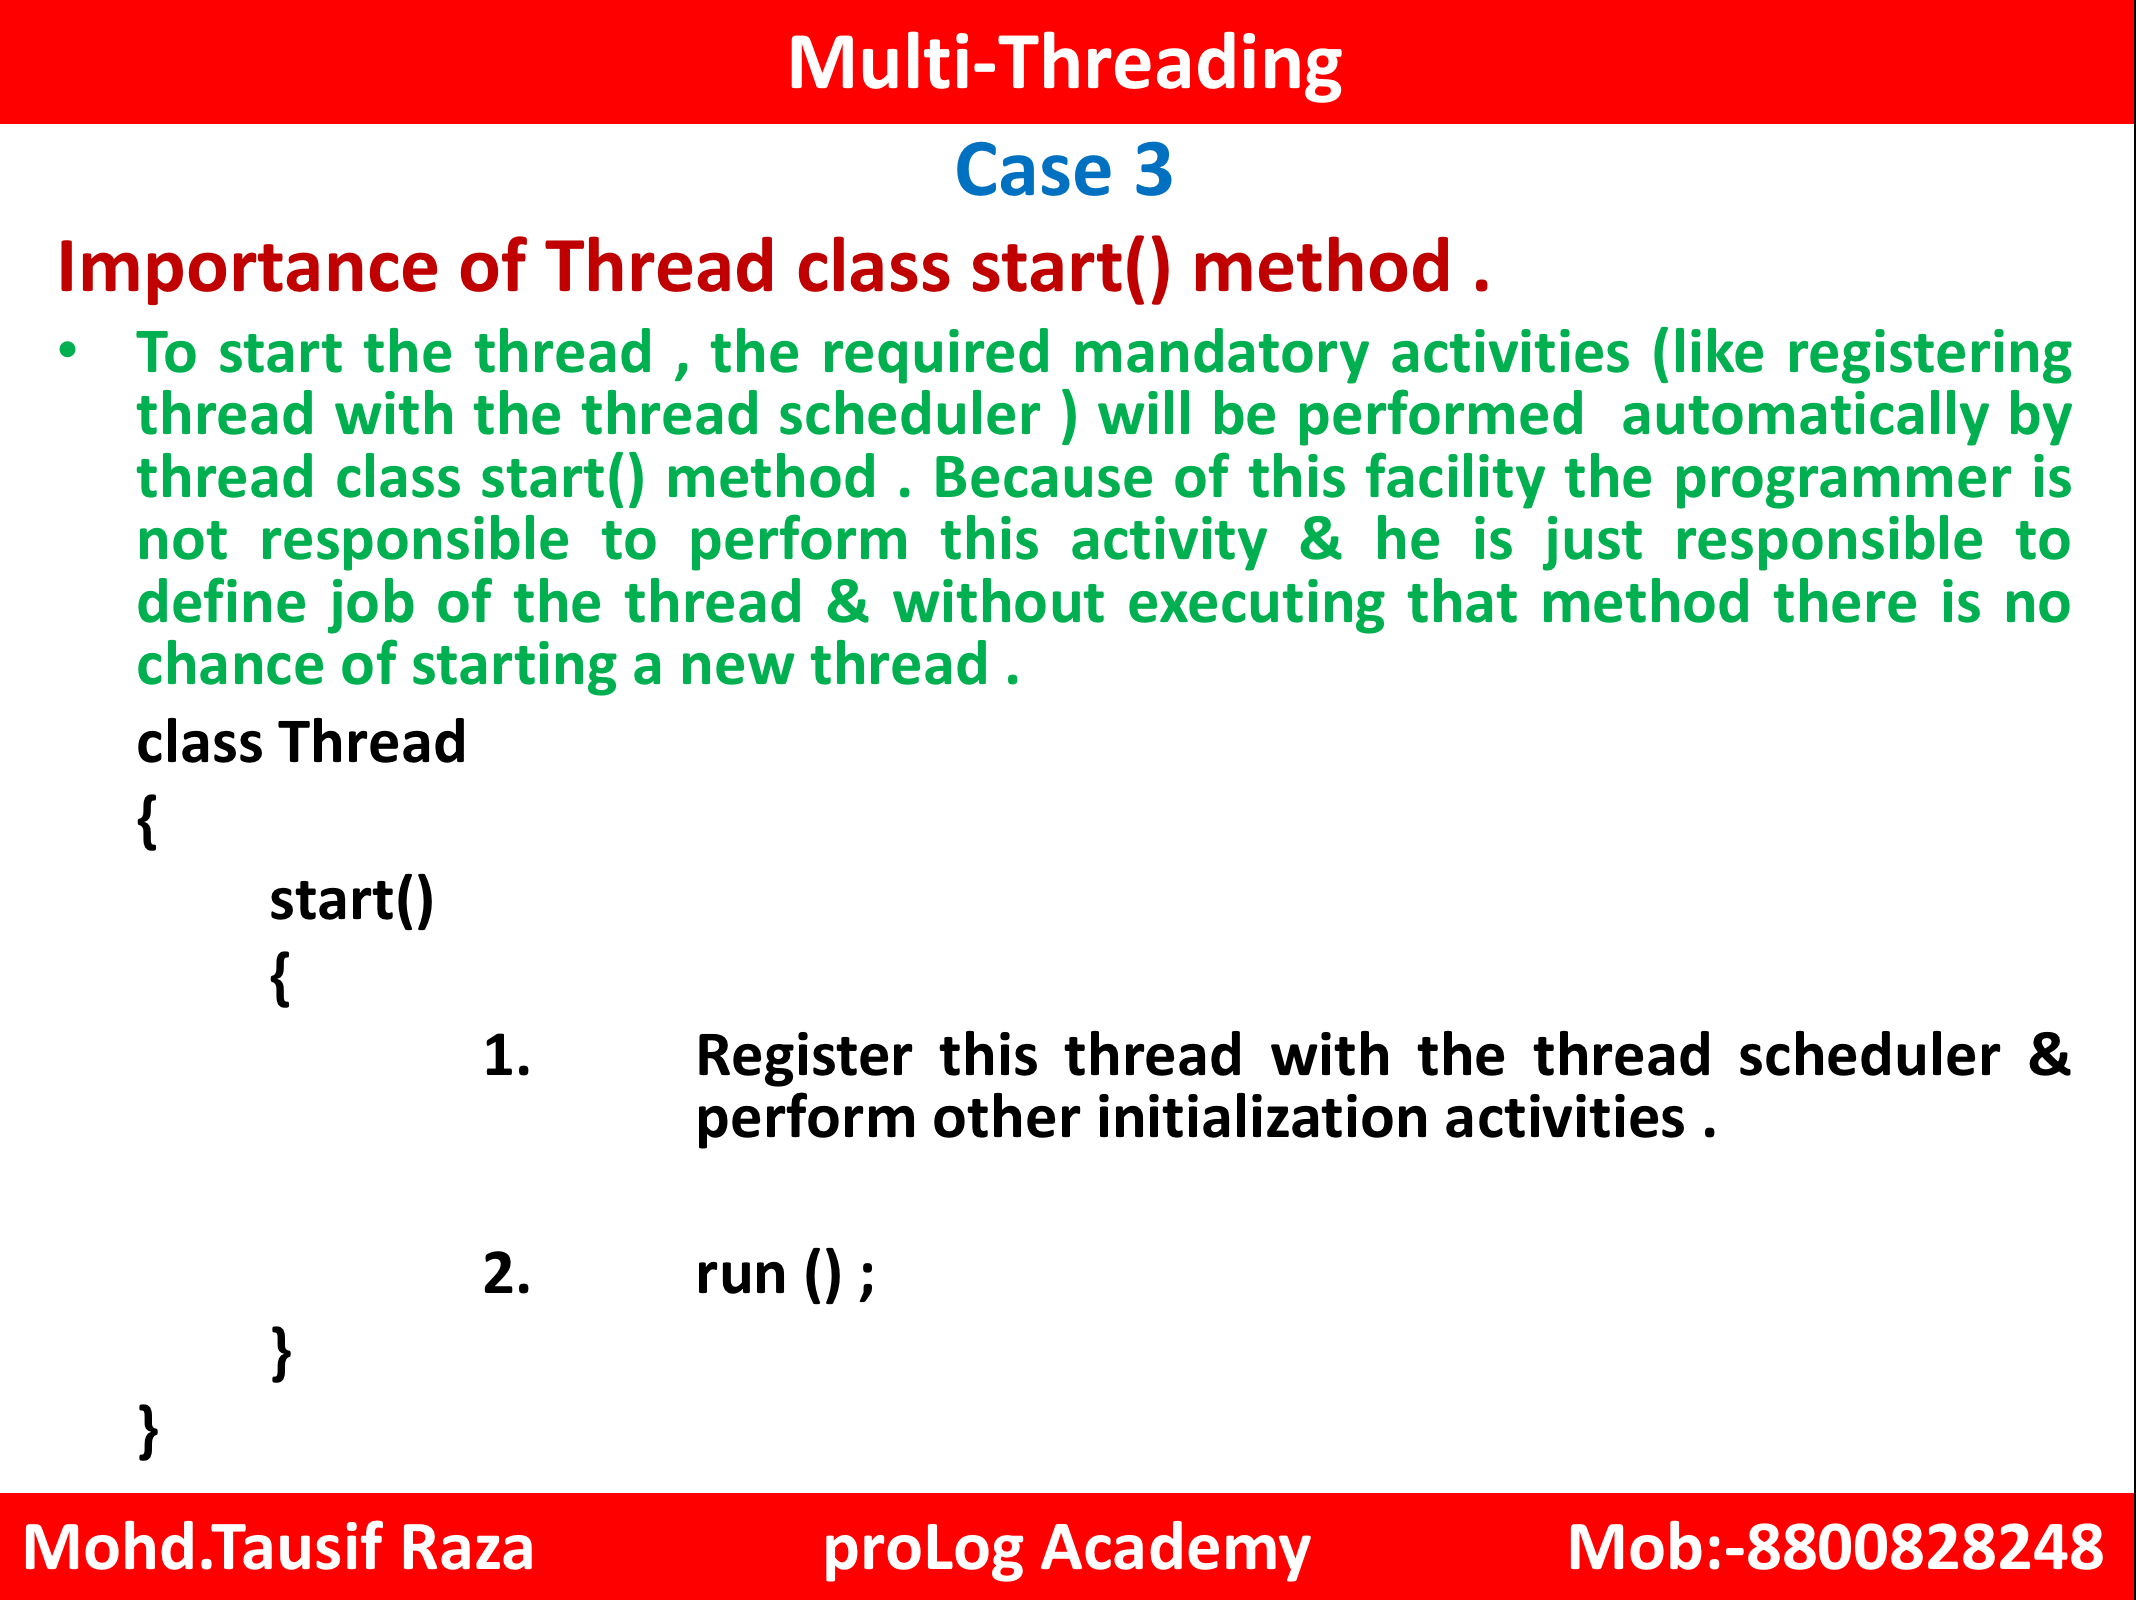 Multi-Threading
Case 3
Importance of Thread class start() method .
• To start the thread , the required mandatory activities (like registering
thread with the thread scheduler ) will be performed automatically by
thread class start() method . Because of this facility the programmer is
not responsible to perform this activity & he is just responsible to
define job of the thread & without executing that method there is no
chance of starting a new thread .
class Thread
{
start()
{
1. Register this thread with the thread scheduler &
perform other initialization activities .
2. run () ;
}
}
Mohd.Tausif Raza proLog Academy Mob:-8800828248